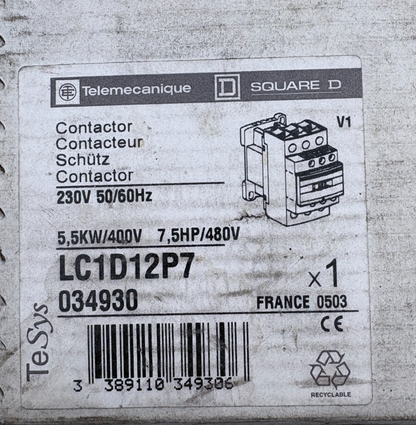 Telemecanique SQUARE D
Contactor
Contacteur
Schütz
Contactor
V1
230V 50/60Hz
5,5KW/400V 7,5HP/480V
LC1D12P7
x1
034930
FRANCE 0503
CE
TeSys
3 389110 349306
RECYCLABLE